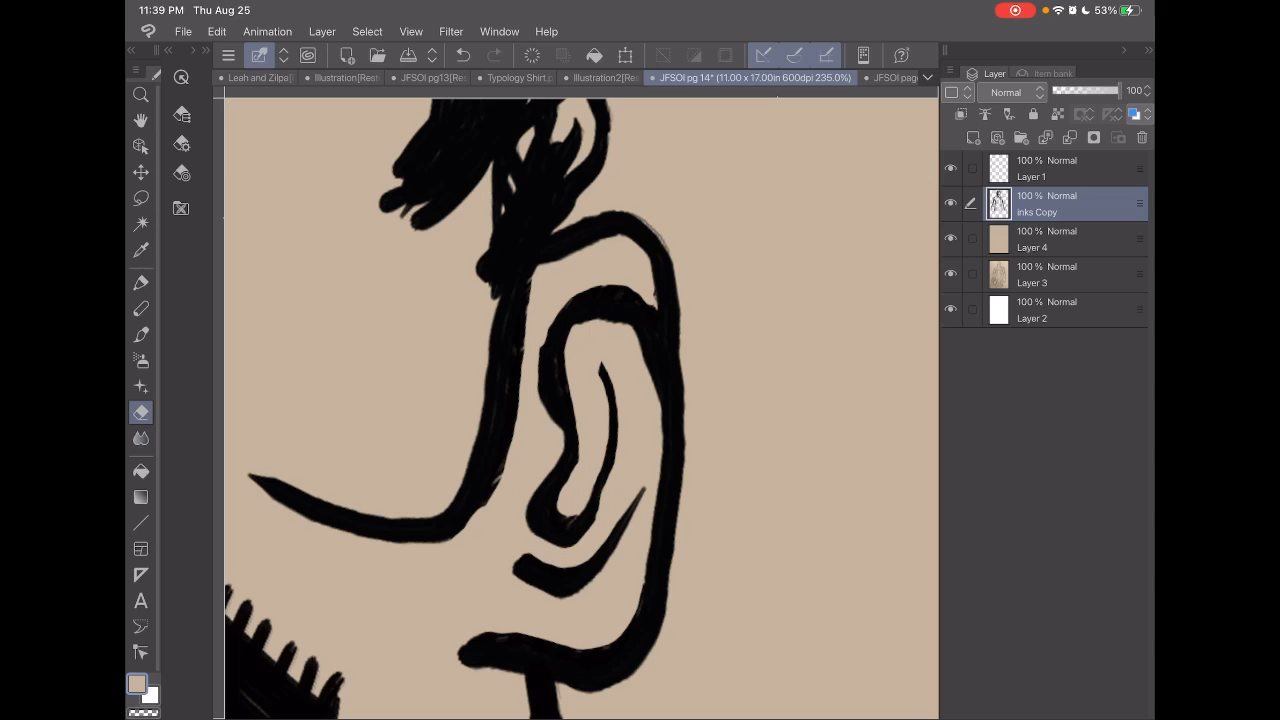 11:39 PM Thu Aug 25
53%
File Edit Animation Layer Select View Filter Window Help
Leah and Zilpa
Illustration[Rest
JFSOI pg13[Re:
Typology Shirt.p
Illustration2[Res
JFSOI pg 14* (11.00 x 17.00in 600dpi 235.0%)
JFSOI page
Layer
Item bank
Normal
100
100 % Normal
Layer 1
100 % Normal
inks Copy
100 % Normal
Layer 4
100 % Normal
Layer 3
100 % Normal
Layer 2